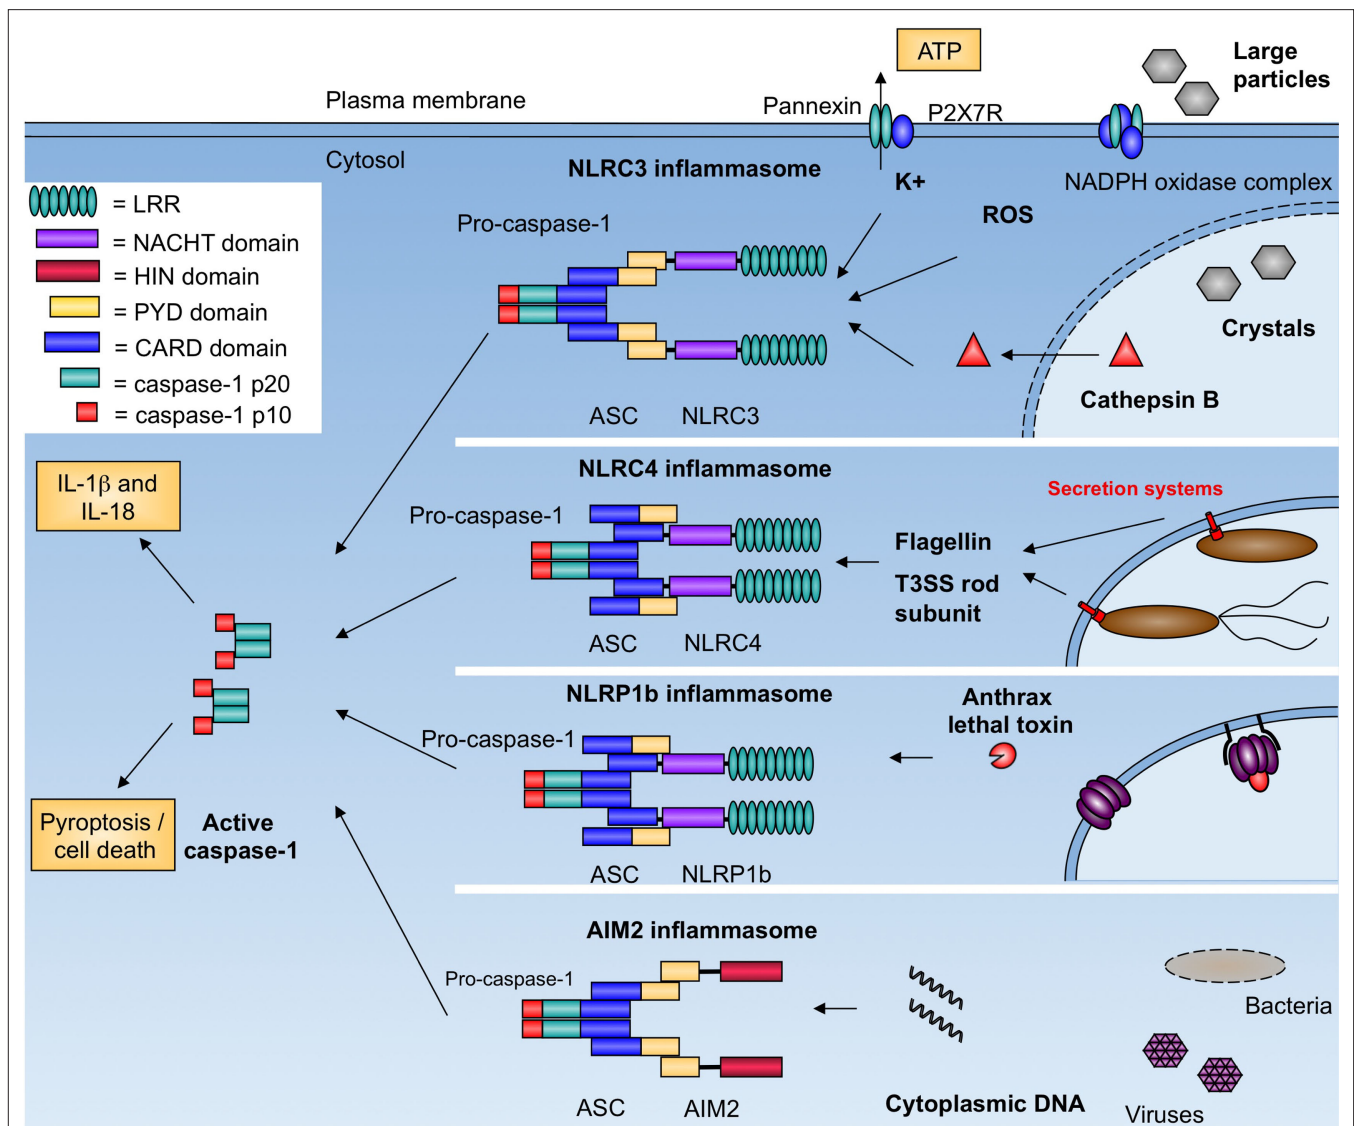 ATP
Large
particles
Plasma membrane
Pannexin
P2X7R
Cytosol
NLRC3 inflammasome
K+
NADPH oxidase complex
ROS
= LRR
= NACHT domain
= HIN domain
= PYD domain
= CARD domain
= caspase-1 p20
= caspase-1 p10
Pro-caspase-1
Crystals
Cathepsin B
ASC
NLRC3
NLRC4 inflammasome
Secretion systems
Pro-caspase-1
Flagellin
T3SS rod
subunit
ASC
NLRC4
IL-1β and
IL-18
NLRP1b inflammasome
Anthrax
lethal toxin
Pro-caspase-1
ASC
NLRP1b
Pyroptosis /
cell death
Active
caspase-1
AIM2 inflammasome
Pro-caspase-1
Bacteria
ASC
AIM2
Cytoplasmic DNA
Viruses